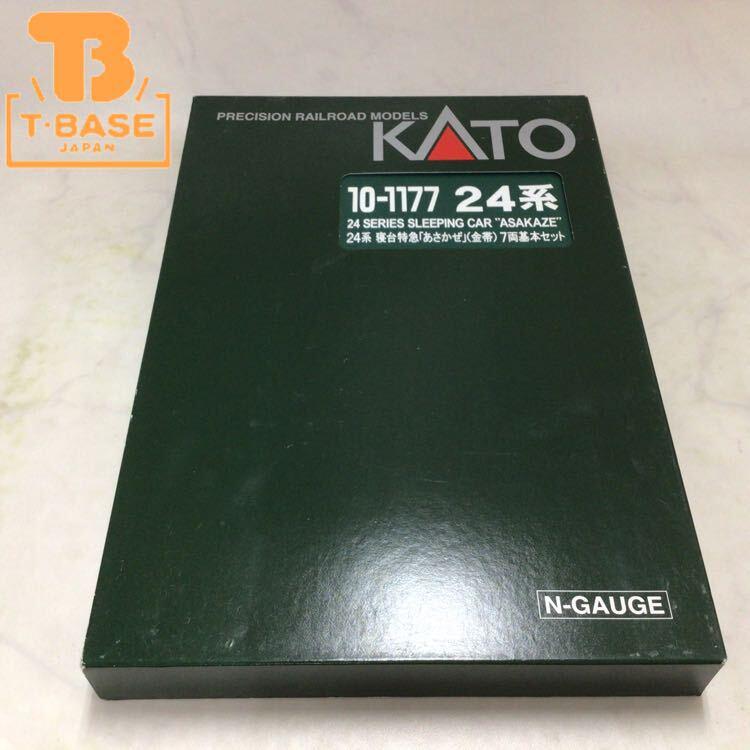 TB
T·BASE
JAPAN
PRECISION RAILROAD MODELS
KATO
10-1177 24系
24 SERIES SLEEPING CAR "ASAKAZE"
24系 寝台特急「あさかぜ」(金帯) 7両基本セット
N-GAUGE